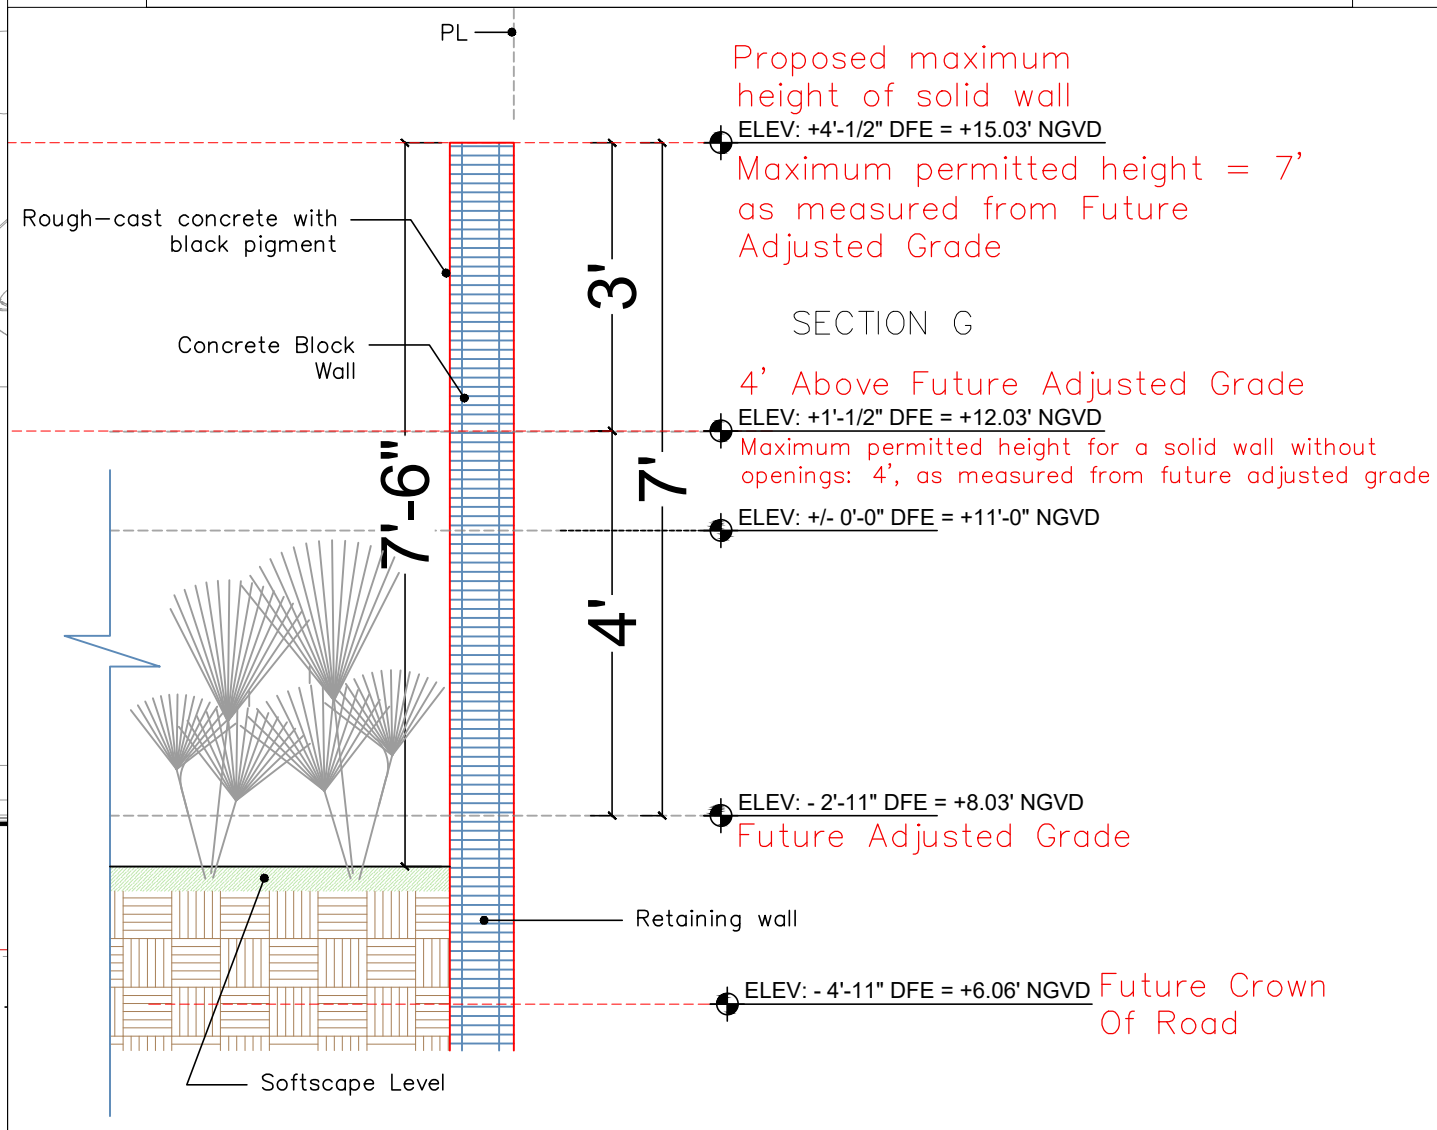 PL
Proposed maximum
height of solid wall
ELEV: +4'-1/2" DFE = +15.03' NGVD
Maximum permitted height = 7'
as measured from Future
Adjusted Grade
Rough-cast concrete with
black pigment
3'
SECTION G
Concrete Block
Wall
4' Above Future Adjusted Grade
ELEV: +1'-1/2" DFE = +12.03' NGVD
Maximum permitted height for a solid wall without
openings: 4', as measured from future adjusted grade
7'-6"
7'
ELEV: +/- 0'-0" DFE = +11'-0" NGVD
4'
ELEV: - 2'-11" DFE = +8.03' NGVD
Future Adjusted Grade
Retaining wall
ELEV: - 4'-11" DFE = +6.06' NGVD
Future Crown
Of Road
Softscape Level